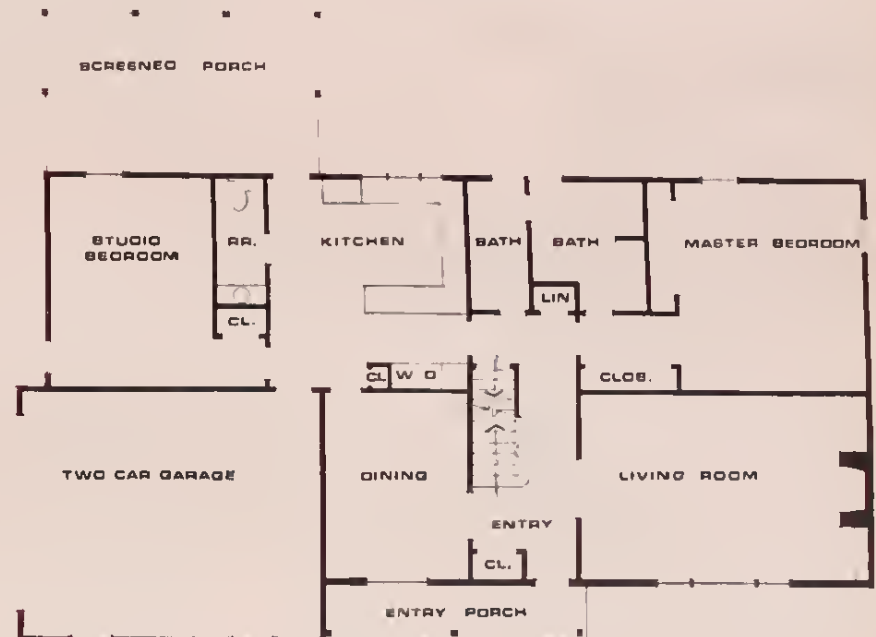 SCREENED PORCH
STUDIO
BEDROOM
RR.
KITCHEN
BATH
BATH
MASTER BEDROOM
LIN
CL.
CL
W D
CLOS.
TWO CAR GARAGE
DINING
LIVING ROOM
ENTRY
CL.
ENTRY PORCH